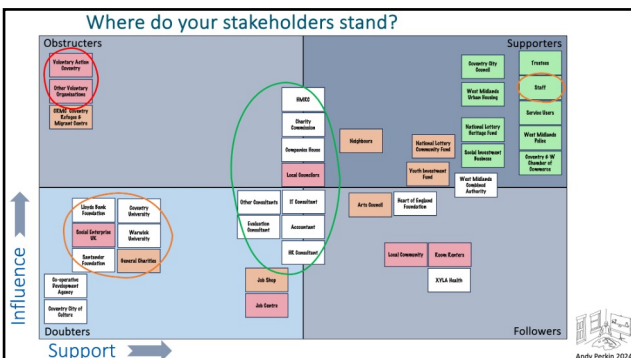 Where do your stakeholders stand?
Obstructers
Supporters
Voluntary Action
Coventry
Other Voluntary
Organisations
CRMC Coventry
Refugee &
Migrant Centre
HMRC
Charity
Commission
Companies House
Local Councillors
Neighbours
Coventry City
Council
West Midlands
Urban Housing
National Lottery
Heritage Fund
Social Investment
Business
National Lottery
Community Fund
Youth Investment
Fund
West Midlands
Combined
Authority
Trustees
Staff
Service Users
West Midlands
Police
Coventry & W
Chamber of
Commerce
Lloyds Bank
Foundation
Coventry
University
Social Enterprise
UK
Warwick
University
Santander
Foundation
General Charities
Co-operative
Development
Agency
Coventry City of
Culture
Other Consultants
IT Consultant
Evaluation
Consultant
Accountant
HR Consultant
Job Shop
Job Centre
Arts Council
Heart of England
Foundation
Local Community
Room Renters
XYLA Health
Doubters
Followers
Influence
Support
Andy Perkin 2024